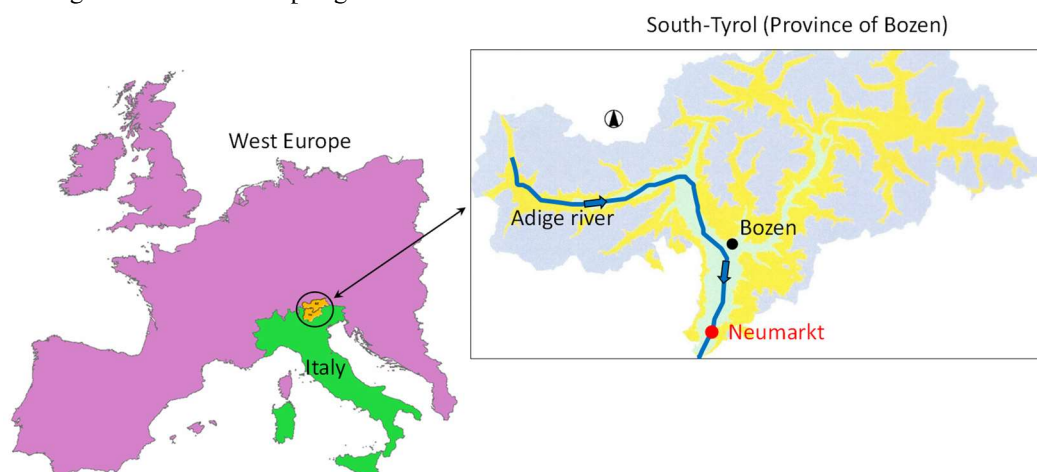 South-Tyrol (Province of Bozen)
West Europe
Adige river
Bozen
Neumarkt
Italy